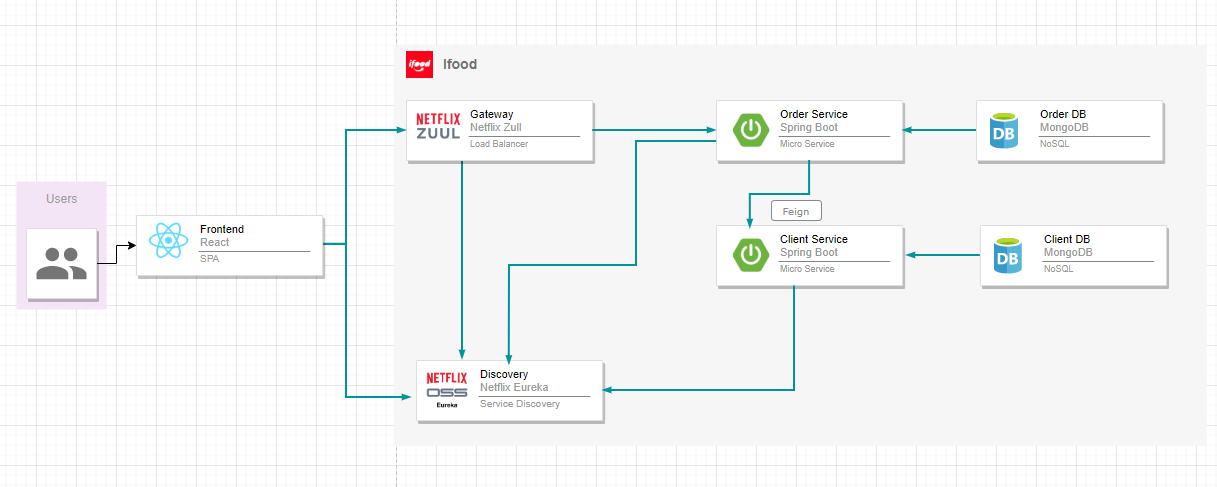 ifood
Ifood
NETFLIX
ZUUL
Gateway
Netflix Zull
Load Balancer
Order Service
Spring Boot
Micro Service
DB
Order DB
MongoDB
NoSQL
Users
Frontend
React
SPA
Feign
Client Service
Spring Boot
Micro Service
DB
Client DB
MongoDB
NoSQL
NETFLIX
OSS
Eureka
Discovery
Netflix Eureka
Service Discovery